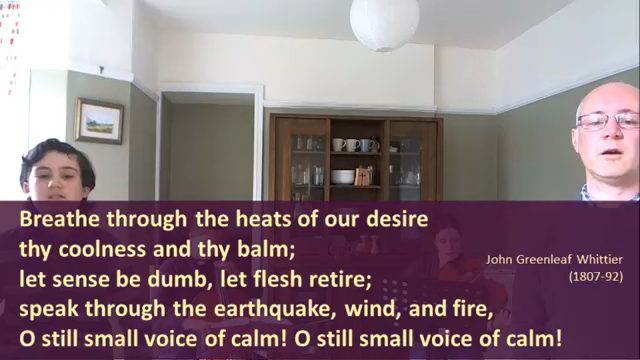 Breathe through the heats of our desire
thy coolness and thy balm;
let sense be dumb, let flesh retire;
speak through the earthquake, wind, and fire,
O still small voice of calm! O still small voice of calm!
John Greenleaf Whittier
(1807-92)